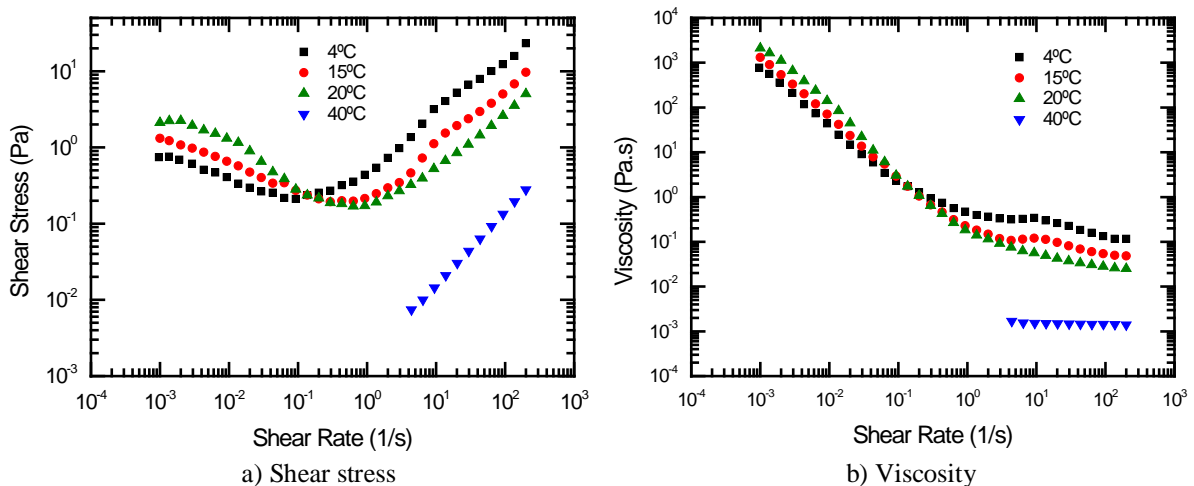 Shear Stress (Pa)
10¹
10⁰
10⁻¹
10⁻²
10⁻³
4ºC
15ºC
20ºC
40ºC
10⁻⁴ 10⁻³ 10⁻² 10⁻¹ 10⁰ 10¹ 10² 10³
Shear Rate (1/s)
a) Shear stress
Viscosity (Pa.s)
10⁴
10³
10²
10¹
10⁰
10⁻¹
10⁻²
10⁻³
10⁻⁴
4ºC
15ºC
20ºC
40ºC
10⁻⁴ 10⁻³ 10⁻² 10⁻¹ 10⁰ 10¹ 10² 10³
Shear Rate (1/s)
b) Viscosity